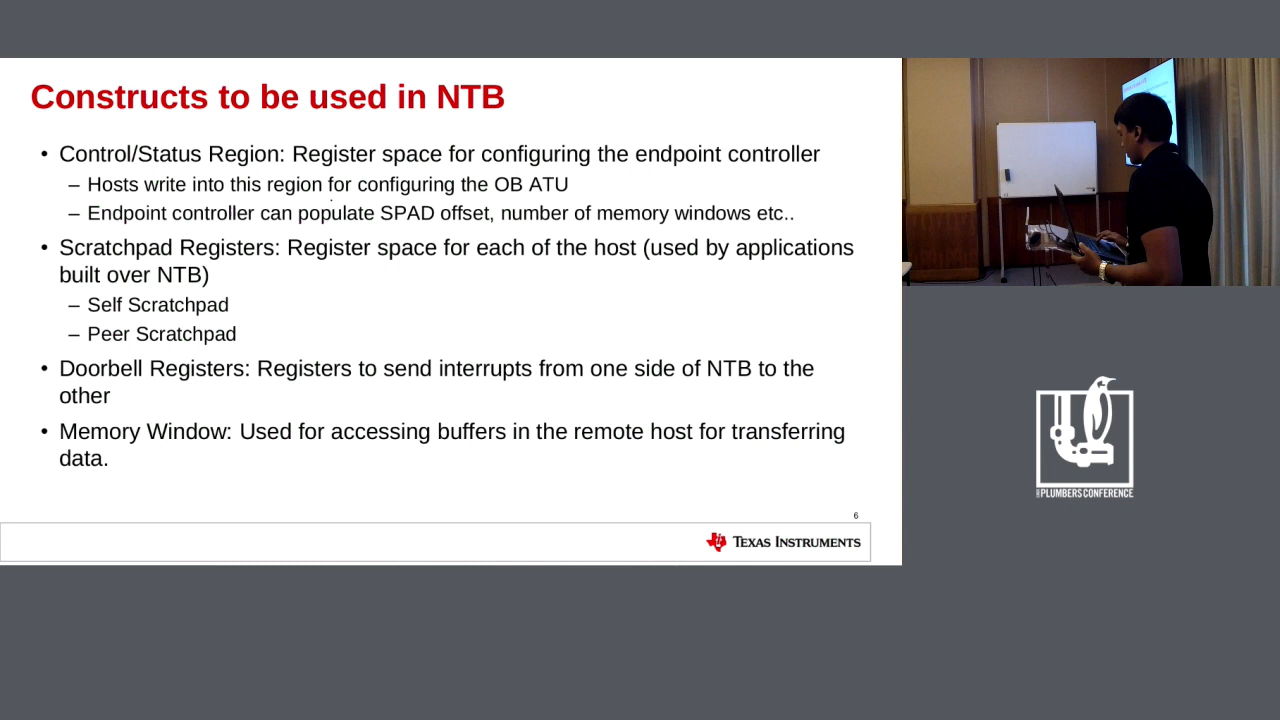 Constructs to be used in NTB
• Control/Status Region: Register space for configuring the endpoint controller
– Hosts write into this region for configuring the OB ATU
– Endpoint controller can populate SPAD offset, number of memory windows etc..
• Scratchpad Registers: Register space for each of the host (used by applications
built over NTB)
– Self Scratchpad
– Peer Scratchpad
• Doorbell Registers: Registers to send interrupts from one side of NTB to the
other
• Memory Window: Used for accessing buffers in the remote host for transferring
data.
6
TEXAS INSTRUMENTS
PLUMBERS CONFERENCE